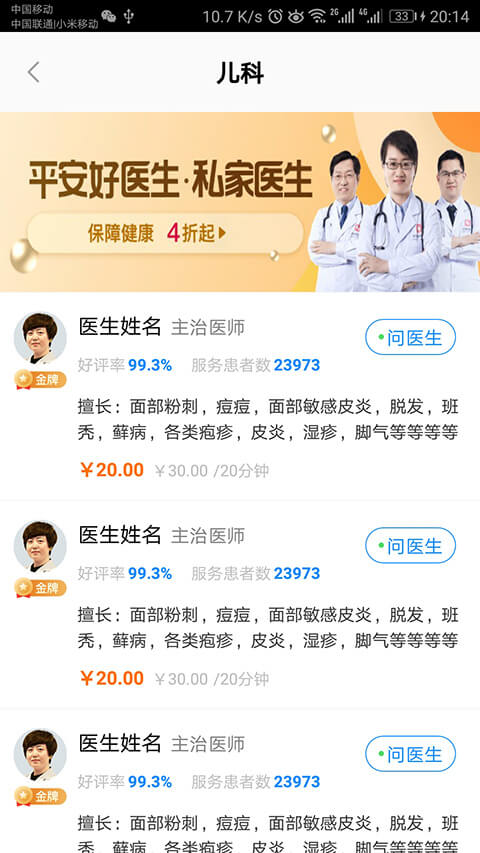 中国移动
中国联通|小米移动
10.7 K/s 2G 4G 33 20:14
儿科
平安好医生·私家医生
保障健康 4折起
医生姓名 主治医师
问医生
好评率 99.3% 服务患者数 23973
金牌
擅长：面部粉刺，痘痘，面部敏感皮炎，脱发，班
秃，藓病，各类疱疹，皮炎，湿疹，脚气等等等等
￥20.00 ￥30.00 /20分钟
医生姓名 主治医师
问医生
好评率 99.3% 服务患者数 23973
金牌
擅长：面部粉刺，痘痘，面部敏感皮炎，脱发，班
秃，藓病，各类疱疹，皮炎，湿疹，脚气等等等等
￥20.00 ￥30.00 /20分钟
医生姓名 主治医师
问医生
好评率 99.3% 服务患者数 23973
金牌
擅长：面部粉刺，痘痘，面部敏感皮炎，脱发，班
秃，藓病，各类疱疹，皮炎，湿疹，脚气等等等等